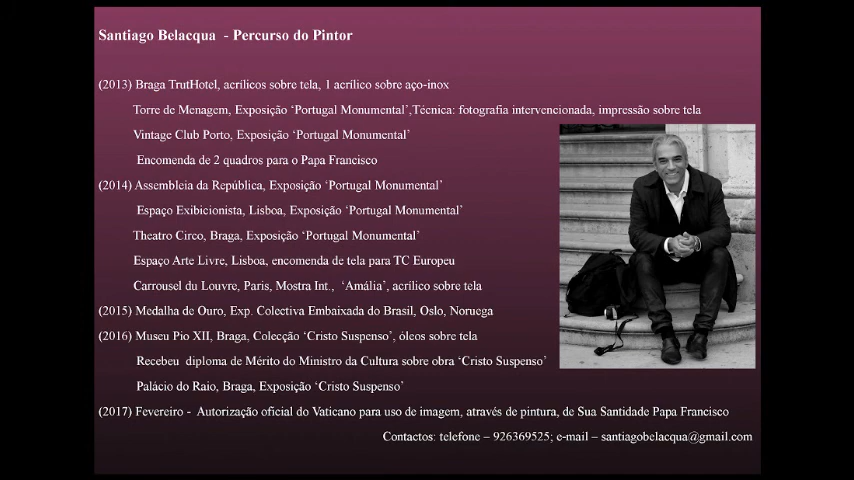 Santiago Belacqua - Percurso do Pintor
(2013) Braga TrutHotel, acrílicos sobre tela, 1 acrílico sobre aço-inox
Torre de Menagem, Exposição ‘Portugal Monumental’,Técnica: fotografia intervencionada, impressão sobre tela
Vintage Club Porto, Exposição ‘Portugal Monumental’
Encomenda de 2 quadros para o Papa Francisco
(2014) Assembleia da República, Exposição ‘Portugal Monumental’
Espaço Exibicionista, Lisboa, Exposição ‘Portugal Monumental’
Theatro Circo, Braga, Exposição ‘Portugal Monumental’
Espaço Arte Livre, Lisboa, encomenda de tela para TC Europeu
Carrousel du Louvre, Paris, Mostra Int., ‘Amália’, acrílico sobre tela
(2015) Medalha de Ouro, Exp. Colectiva Embaixada do Brasil, Oslo, Noruega
(2016) Museu Pio XII, Braga, Colecção ‘Cristo Suspenso’, óleos sobre tela
Recebeu diploma de Mérito do Ministro da Cultura sobre obra ‘Cristo Suspenso’
Palácio do Raio, Braga, Exposição ‘Cristo Suspenso’
(2017) Fevereiro - Autorização oficial do Vaticano para uso de imagem, através de pintura, de Sua Santidade Papa Francisco
Contactos: telefone – 926369525; e-mail – santiagobelacqua@gmail.com